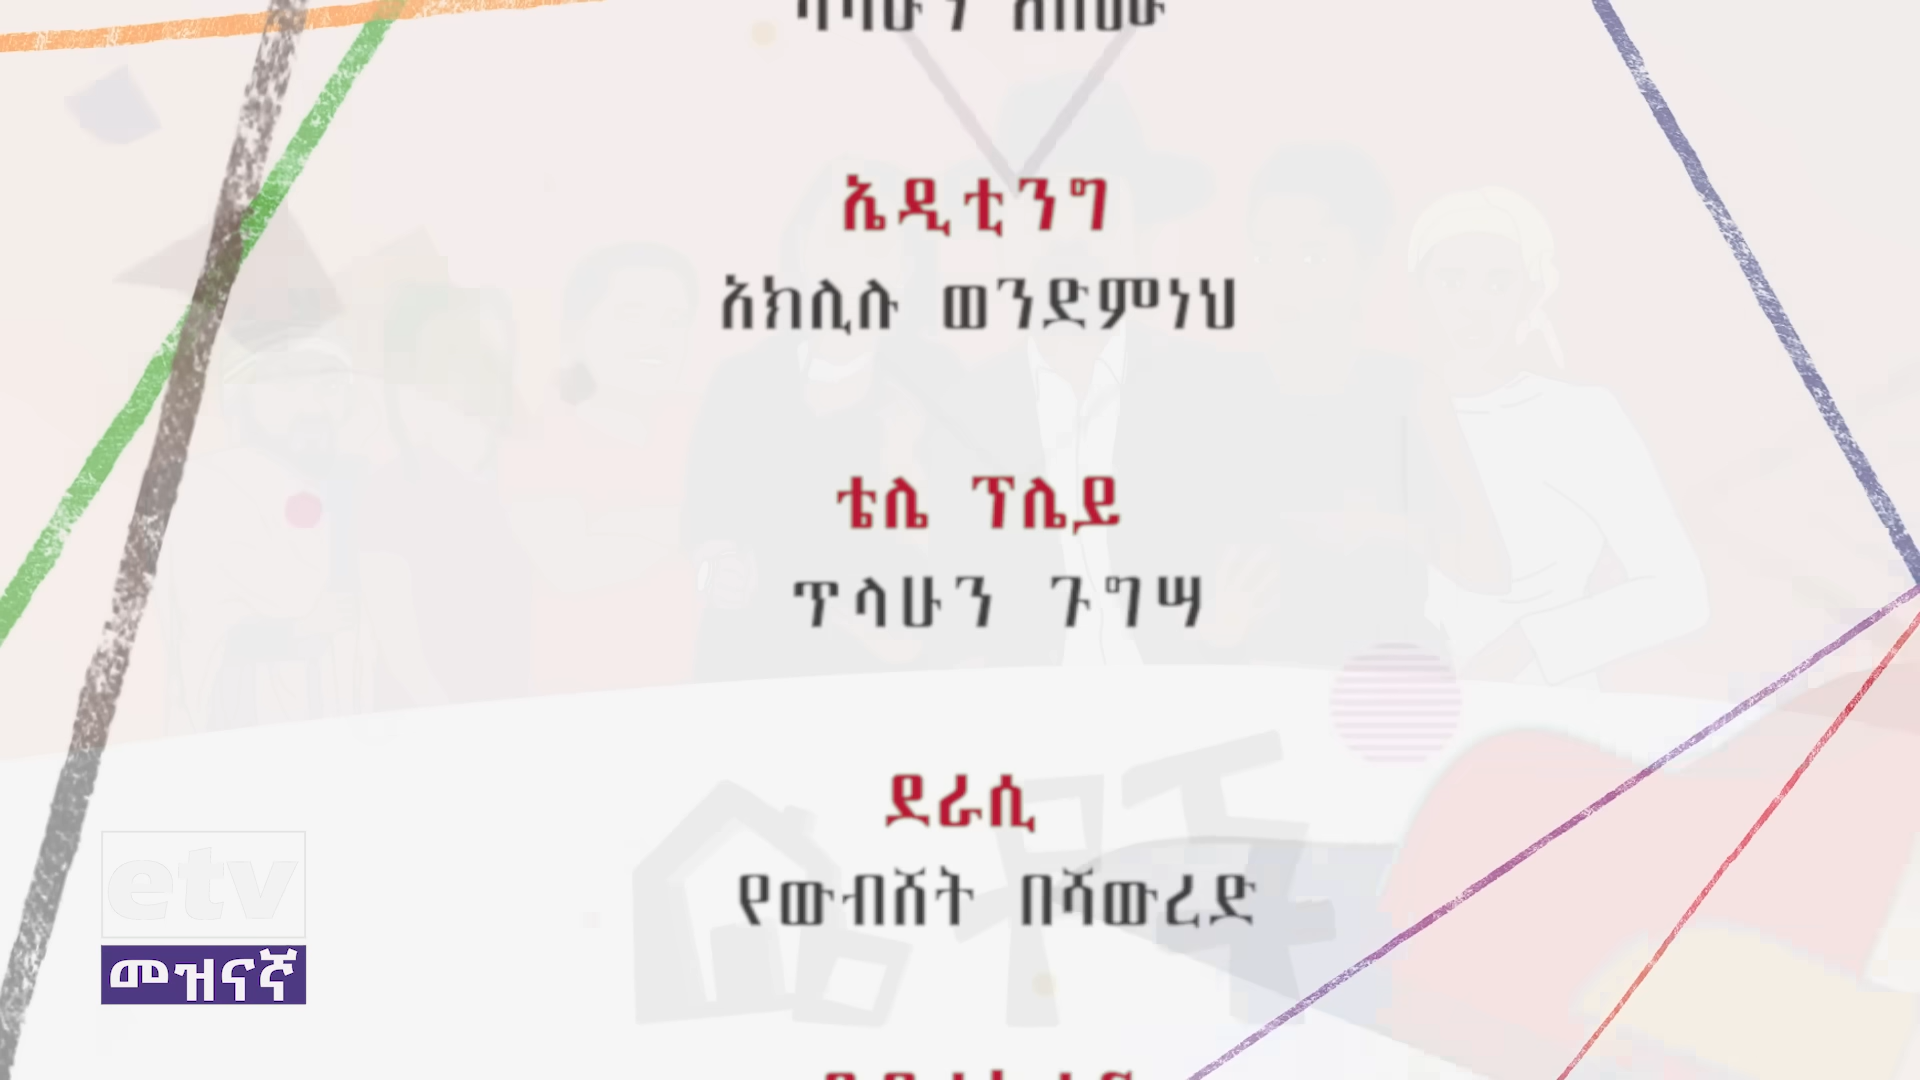 ኤዲቲንግ
አክሊሉ ወንድምነህ
ቴሌ ፕሌይ
ጥላሁን ጉግሣ
ደራሲ
የውብሸት በሻውረድ
etv
መዝናኛ